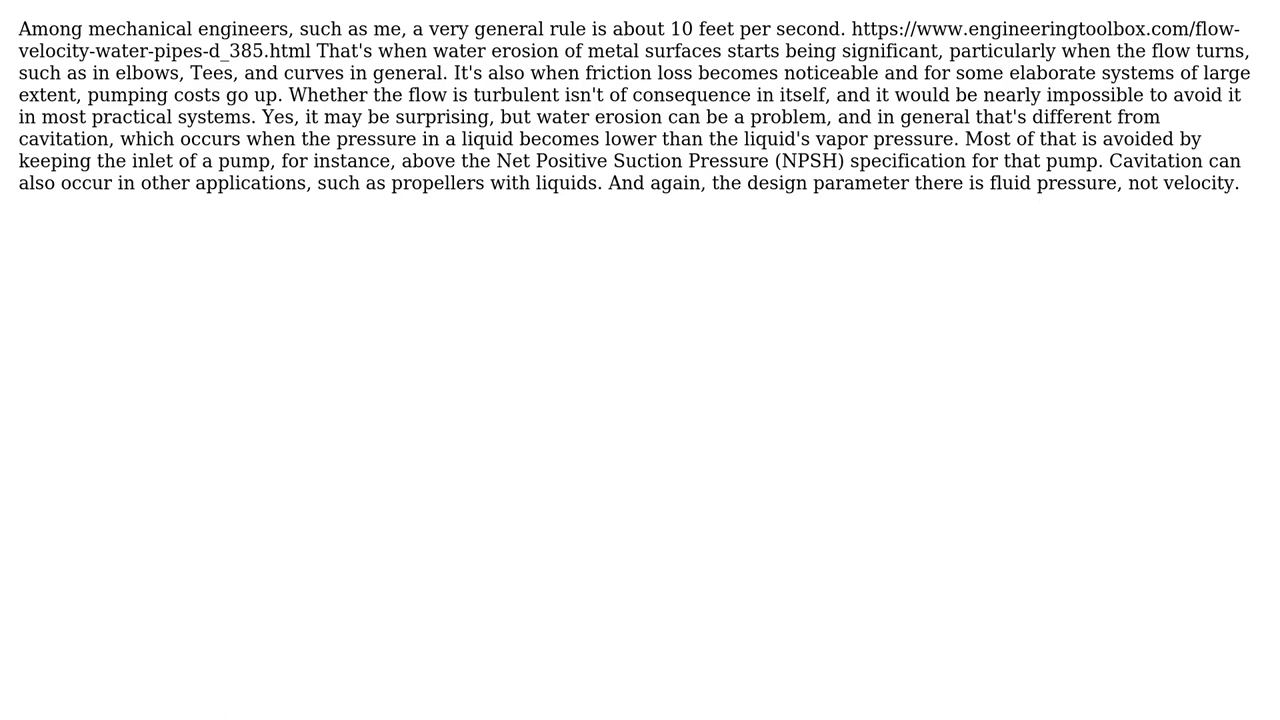 Among mechanical engineers, such as me, a very general rule is about 10 feet per second. https://www.engineeringtoolbox.com/flow-
velocity-water-pipes-d_385.html That's when water erosion of metal surfaces starts being significant, particularly when the flow turns,
such as in elbows, Tees, and curves in general. It's also when friction loss becomes noticeable and for some elaborate systems of large
extent, pumping costs go up. Whether the flow is turbulent isn't of consequence in itself, and it would be nearly impossible to avoid it
in most practical systems. Yes, it may be surprising, but water erosion can be a problem, and in general that's different from
cavitation, which occurs when the pressure in a liquid becomes lower than the liquid's vapor pressure. Most of that is avoided by
keeping the inlet of a pump, for instance, above the Net Positive Suction Pressure (NPSH) specification for that pump. Cavitation can
also occur in other applications, such as propellers with liquids. And again, the design parameter there is fluid pressure, not velocity.